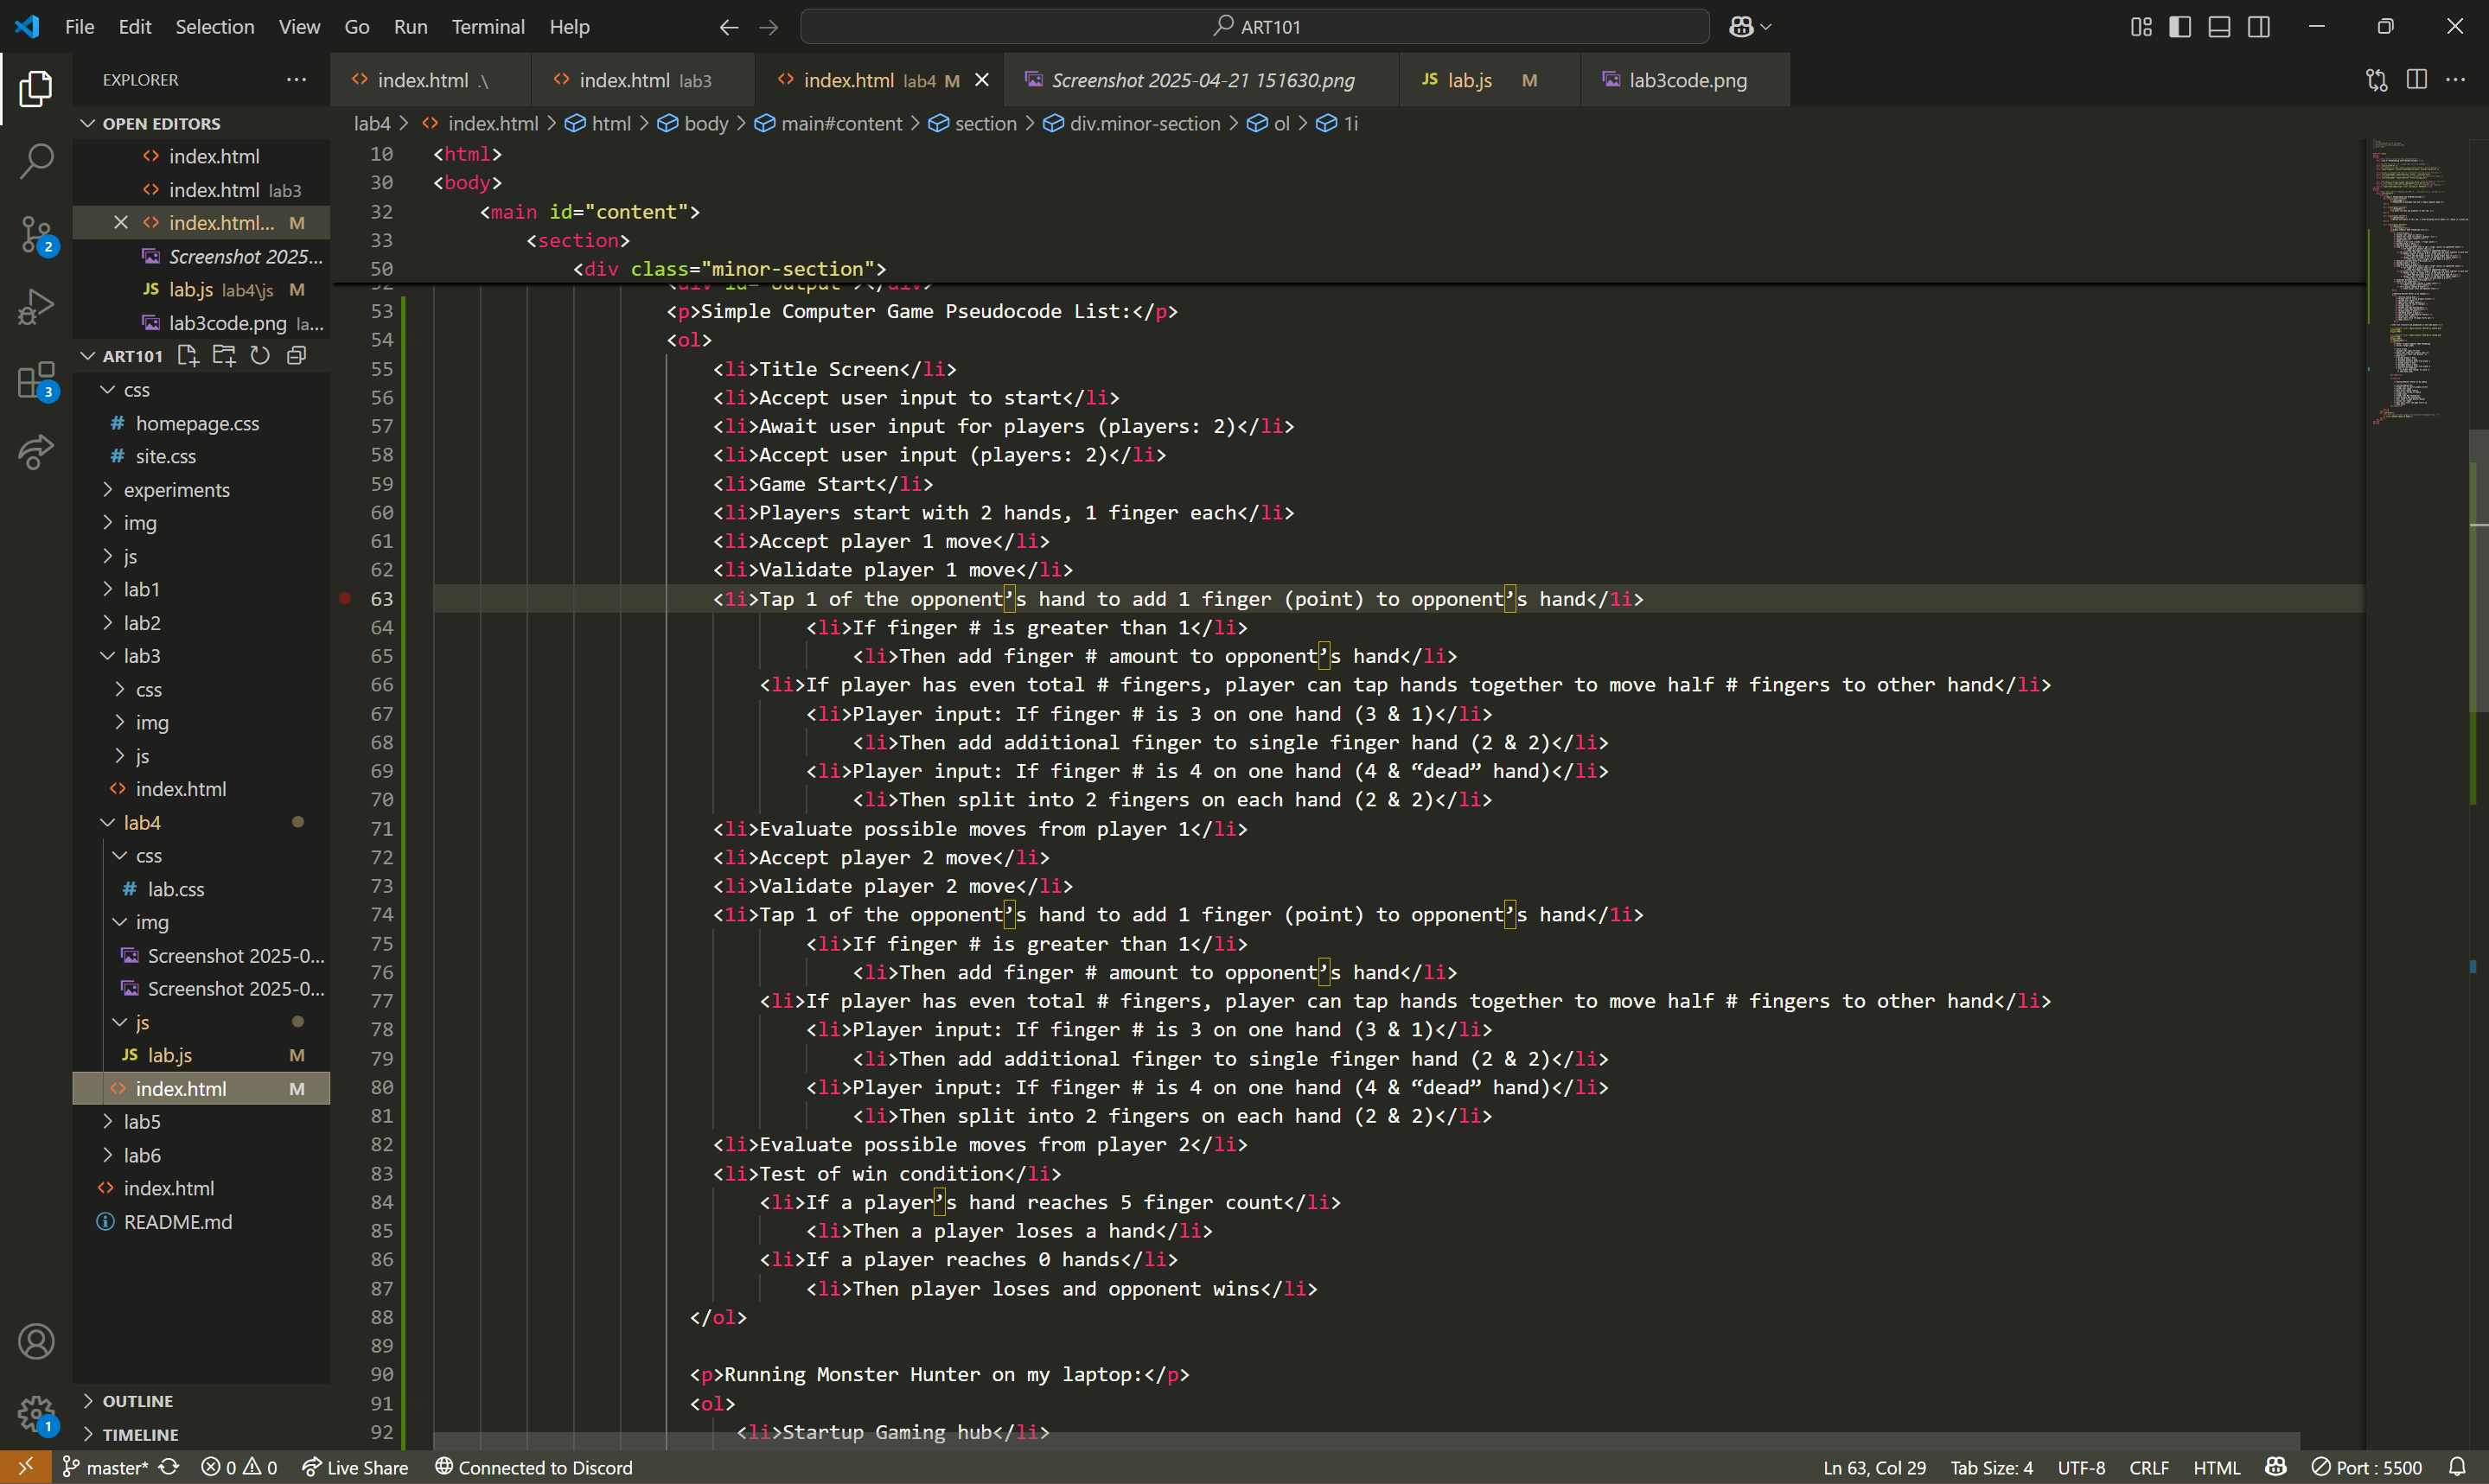 File Edit Selection View Go Run Terminal Help
ART101
EXPLORER
index.html .\
index.html lab3
index.html lab4 M
Screenshot 2025-04-21 151630.png
JS lab.js M
lab3code.png
OPEN EDITORS
index.html
index.html lab3
index.html... M
Screenshot 2025...
JS lab.js lab4\js M
lab3code.png la...
ART101
css
# homepage.css
# site.css
experiments
img
js
lab1
lab2
lab3
css
img
js
index.html
lab4
css
# lab.css
img
Screenshot 2025-0...
Screenshot 2025-0...
js
JS lab.js M
index.html M
lab5
lab6
index.html
README.md
OUTLINE
TIMELINE
2
3
1
lab4 > index.html > html > body > main#content > section > div.minor-section > ol > 1i
10 <html>
30 <body>
32 <main id="content">
33 <section>
50 <div class="minor-section">
52 <div id="output"></div>
53 <p>Simple Computer Game Pseudocode List:</p>
54 <ol>
55 <li>Title Screen</li>
56 <li>Accept user input to start</li>
57 <li>Await user input for players (players: 2)</li>
58 <li>Accept user input (players: 2)</li>
59 <li>Game Start</li>
60 <li>Players start with 2 hands, 1 finger each</li>
61 <li>Accept player 1 move</li>
62 <li>Validate player 1 move</li>
63 <1i>Tap 1 of the opponent’s hand to add 1 finger (point) to opponent’s hand</1i>
64 <li>If finger # is greater than 1</li>
65 <li>Then add finger # amount to opponent’s hand</li>
66 <li>If player has even total # fingers, player can tap hands together to move half # fingers to other hand</li>
67 <li>Player input: If finger # is 3 on one hand (3 & 1)</li>
68 <li>Then add additional finger to single finger hand (2 & 2)</li>
69 <li>Player input: If finger # is 4 on one hand (4 & “dead” hand)</li>
70 <li>Then split into 2 fingers on each hand (2 & 2)</li>
71 <li>Evaluate possible moves from player 1</li>
72 <li>Accept player 2 move</li>
73 <li>Validate player 2 move</li>
74 <1i>Tap 1 of the opponent’s hand to add 1 finger (point) to opponent’s hand</1i>
75 <li>If finger # is greater than 1</li>
76 <li>Then add finger # amount to opponent’s hand</li>
77 <li>If player has even total # fingers, player can tap hands together to move half # fingers to other hand</li>
78 <li>Player input: If finger # is 3 on one hand (3 & 1)</li>
79 <li>Then add additional finger to single finger hand (2 & 2)</li>
80 <li>Player input: If finger # is 4 on one hand (4 & “dead” hand)</li>
81 <li>Then split into 2 fingers on each hand (2 & 2)</li>
82 <li>Evaluate possible moves from player 2</li>
83 <li>Test of win condition</li>
84 <li>If a player’s hand reaches 5 finger count</li>
85 <li>Then a player loses a hand</li>
86 <li>If a player reaches 0 hands</li>
87 <li>Then player loses and opponent wins</li>
88 </ol>
89
90 <p>Running Monster Hunter on my laptop:</p>
91 <ol>
92 <li>Startup Gaming hub</li>
master* 0 0 Live Share Connected to Discord Ln 63, Col 29 Tab Size: 4 UTF-8 CRLF HTML Port : 5500